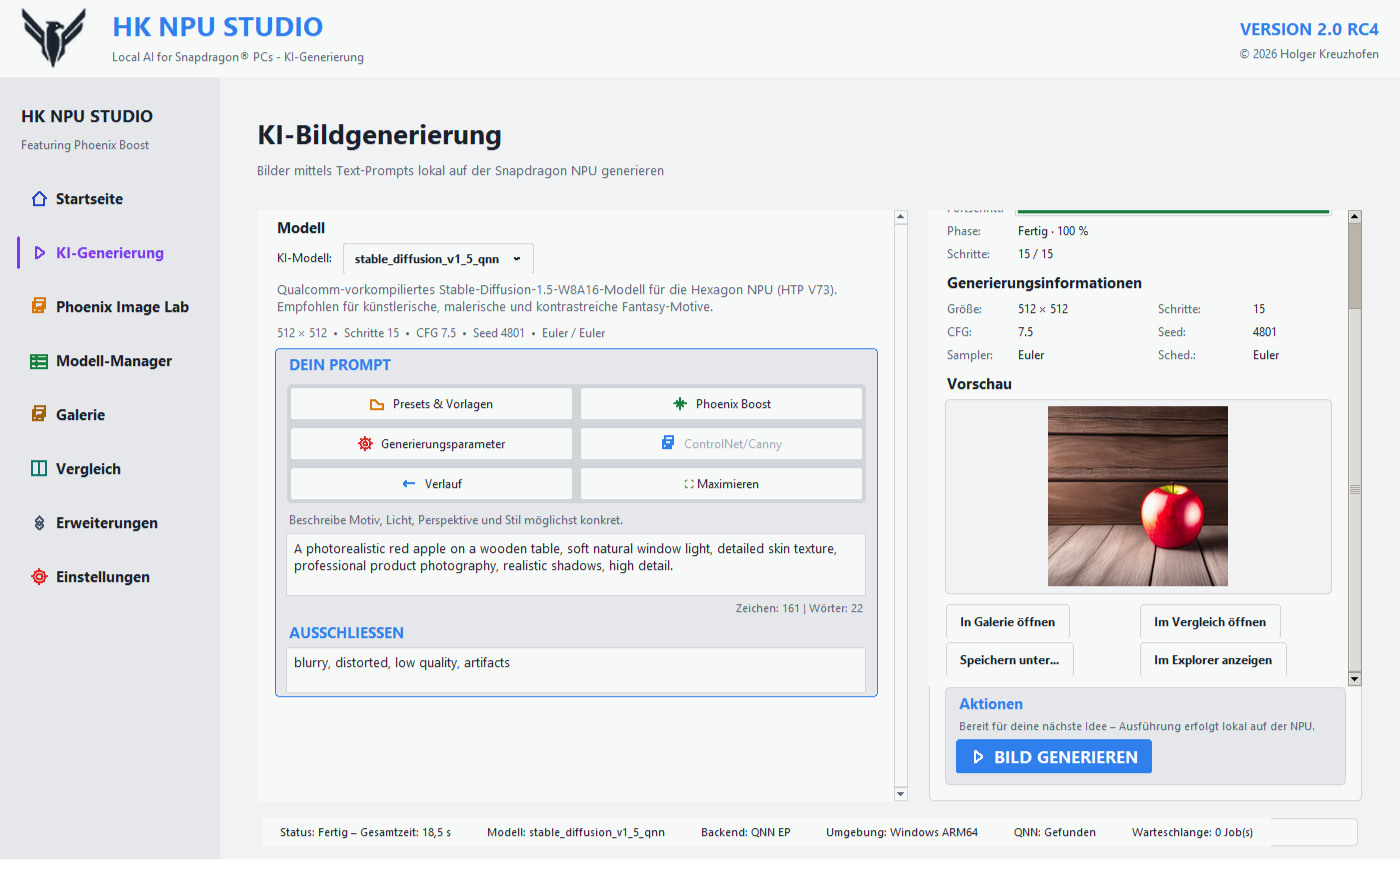 HK NPU STUDIO
Local AI for Snapdragon® PCs - KI-Generierung
VERSION 2.0 RC4
© 2026 Holger Kreuzhofen
HK NPU STUDIO
Featuring Phoenix Boost
Startseite
KI-Generierung
Phoenix Image Lab
Modell-Manager
Galerie
Vergleich
Erweiterungen
Einstellungen
KI-Bildgenerierung
Bilder mittels Text-Prompts lokal auf der Snapdragon NPU generieren
Modell
KI-Modell: stable_diffusion_v1_5_qnn
Qualcomm-vorkompiliertes Stable-Diffusion-1.5-W8A16-Modell für die Hexagon NPU (HTP V73).
Empfohlen für künstlerische, malerische und kontrastreiche Fantasy-Motive.
512 × 512 • Schritte 15 • CFG 7.5 • Seed 4801 • Euler / Euler
DEIN PROMPT
Presets & Vorlagen Phoenix Boost
Generierungsparameter ControlNet/Canny
Verlauf Maximieren
Beschreibe Motiv, Licht, Perspektive und Stil möglichst konkret.
A photorealistic red apple on a wooden table, soft natural window light, detailed skin texture,
professional product photography, realistic shadows, high detail.
Zeichen: 161 | Wörter: 22
AUSSCHLIESSEN
blurry, distorted, low quality, artifacts
Phase: Fertig · 100 %
Schritte: 15 / 15
Generierungsinformationen
Größe: 512 × 512 Schritte: 15
CFG: 7.5 Seed: 4801
Sampler: Euler Sched.: Euler
Vorschau
In Galerie öffnen Im Vergleich öffnen
Speichern unter... Im Explorer anzeigen
Aktionen
Bereit für deine nächste Idee – Ausführung erfolgt lokal auf der NPU.
BILD GENERIEREN
Status: Fertig – Gesamtzeit: 18,5 s Modell: stable_diffusion_v1_5_qnn Backend: QNN EP Umgebung: Windows ARM64 QNN: Gefunden Warteschlange: 0 Job(s)